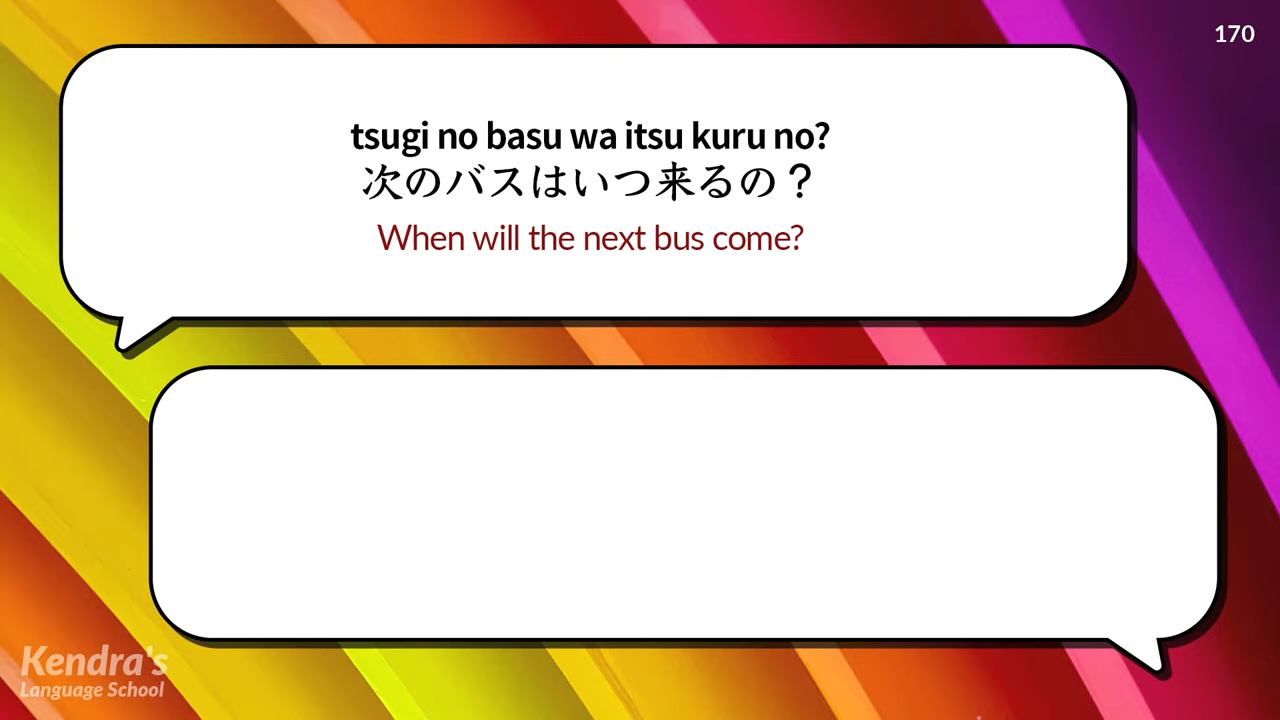 170
tsugi no basu wa itsu kuru no?
次のバスはいつ来るの？
When will the next bus come?
Kendra's
Language School